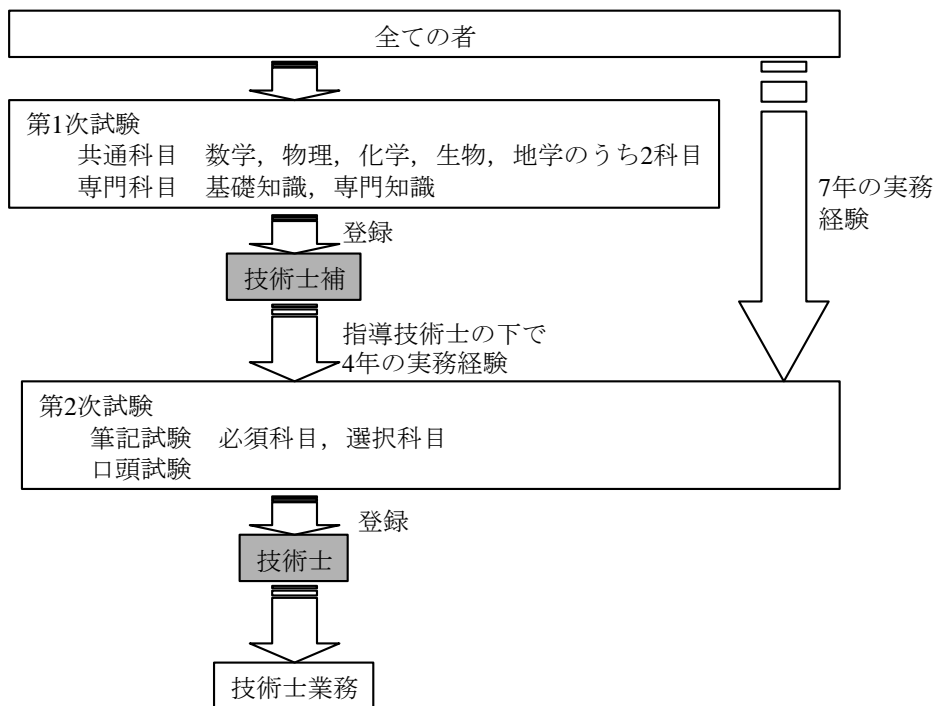 全ての者
第1次試験
共通科目 数学，物理，化学，生物，地学のうち2科目
専門科目 基礎知識，専門知識
7年の実務
経験
登録
技術士補
指導技術士の下で
4年の実務経験
第2次試験
筆記試験 必須科目，選択科目
口頭試験
登録
技術士
技術士業務